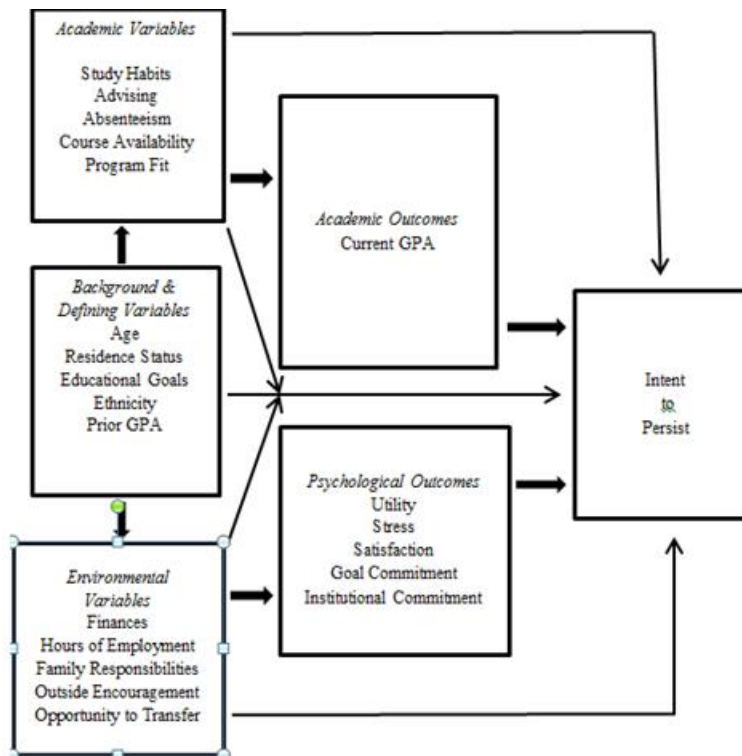 Academic Variables
Study Habits
Advising
Absenteeism
Course Availability
Program Fit
Academic Outcomes
Current GPA
Background &
Defining Variables
Age
Residence Status
Educational Goals
Ethnicity
Prior GPA
Intent
to
Persist
Psychological Outcomes
Utility
Stress
Satisfaction
Goal Commitment
Institutional Commitment
Environmental
Variables
Finances
Hours of Employment
Family Responsibilities
Outside Encouragement
Opportunity to Transfer